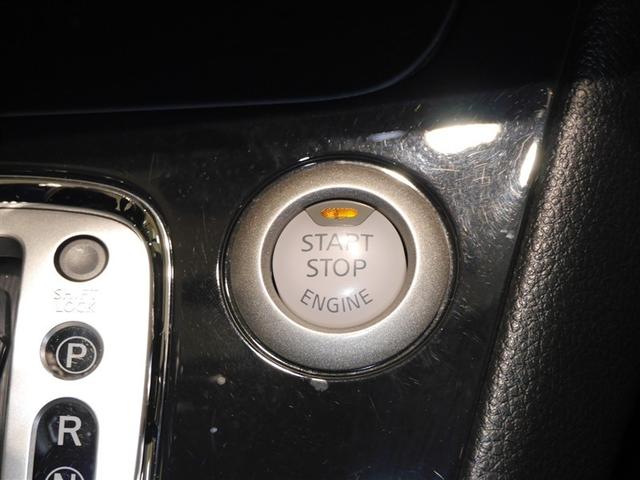 START
STOP
ENGINE
SHIFT
LOCK
P
R
N